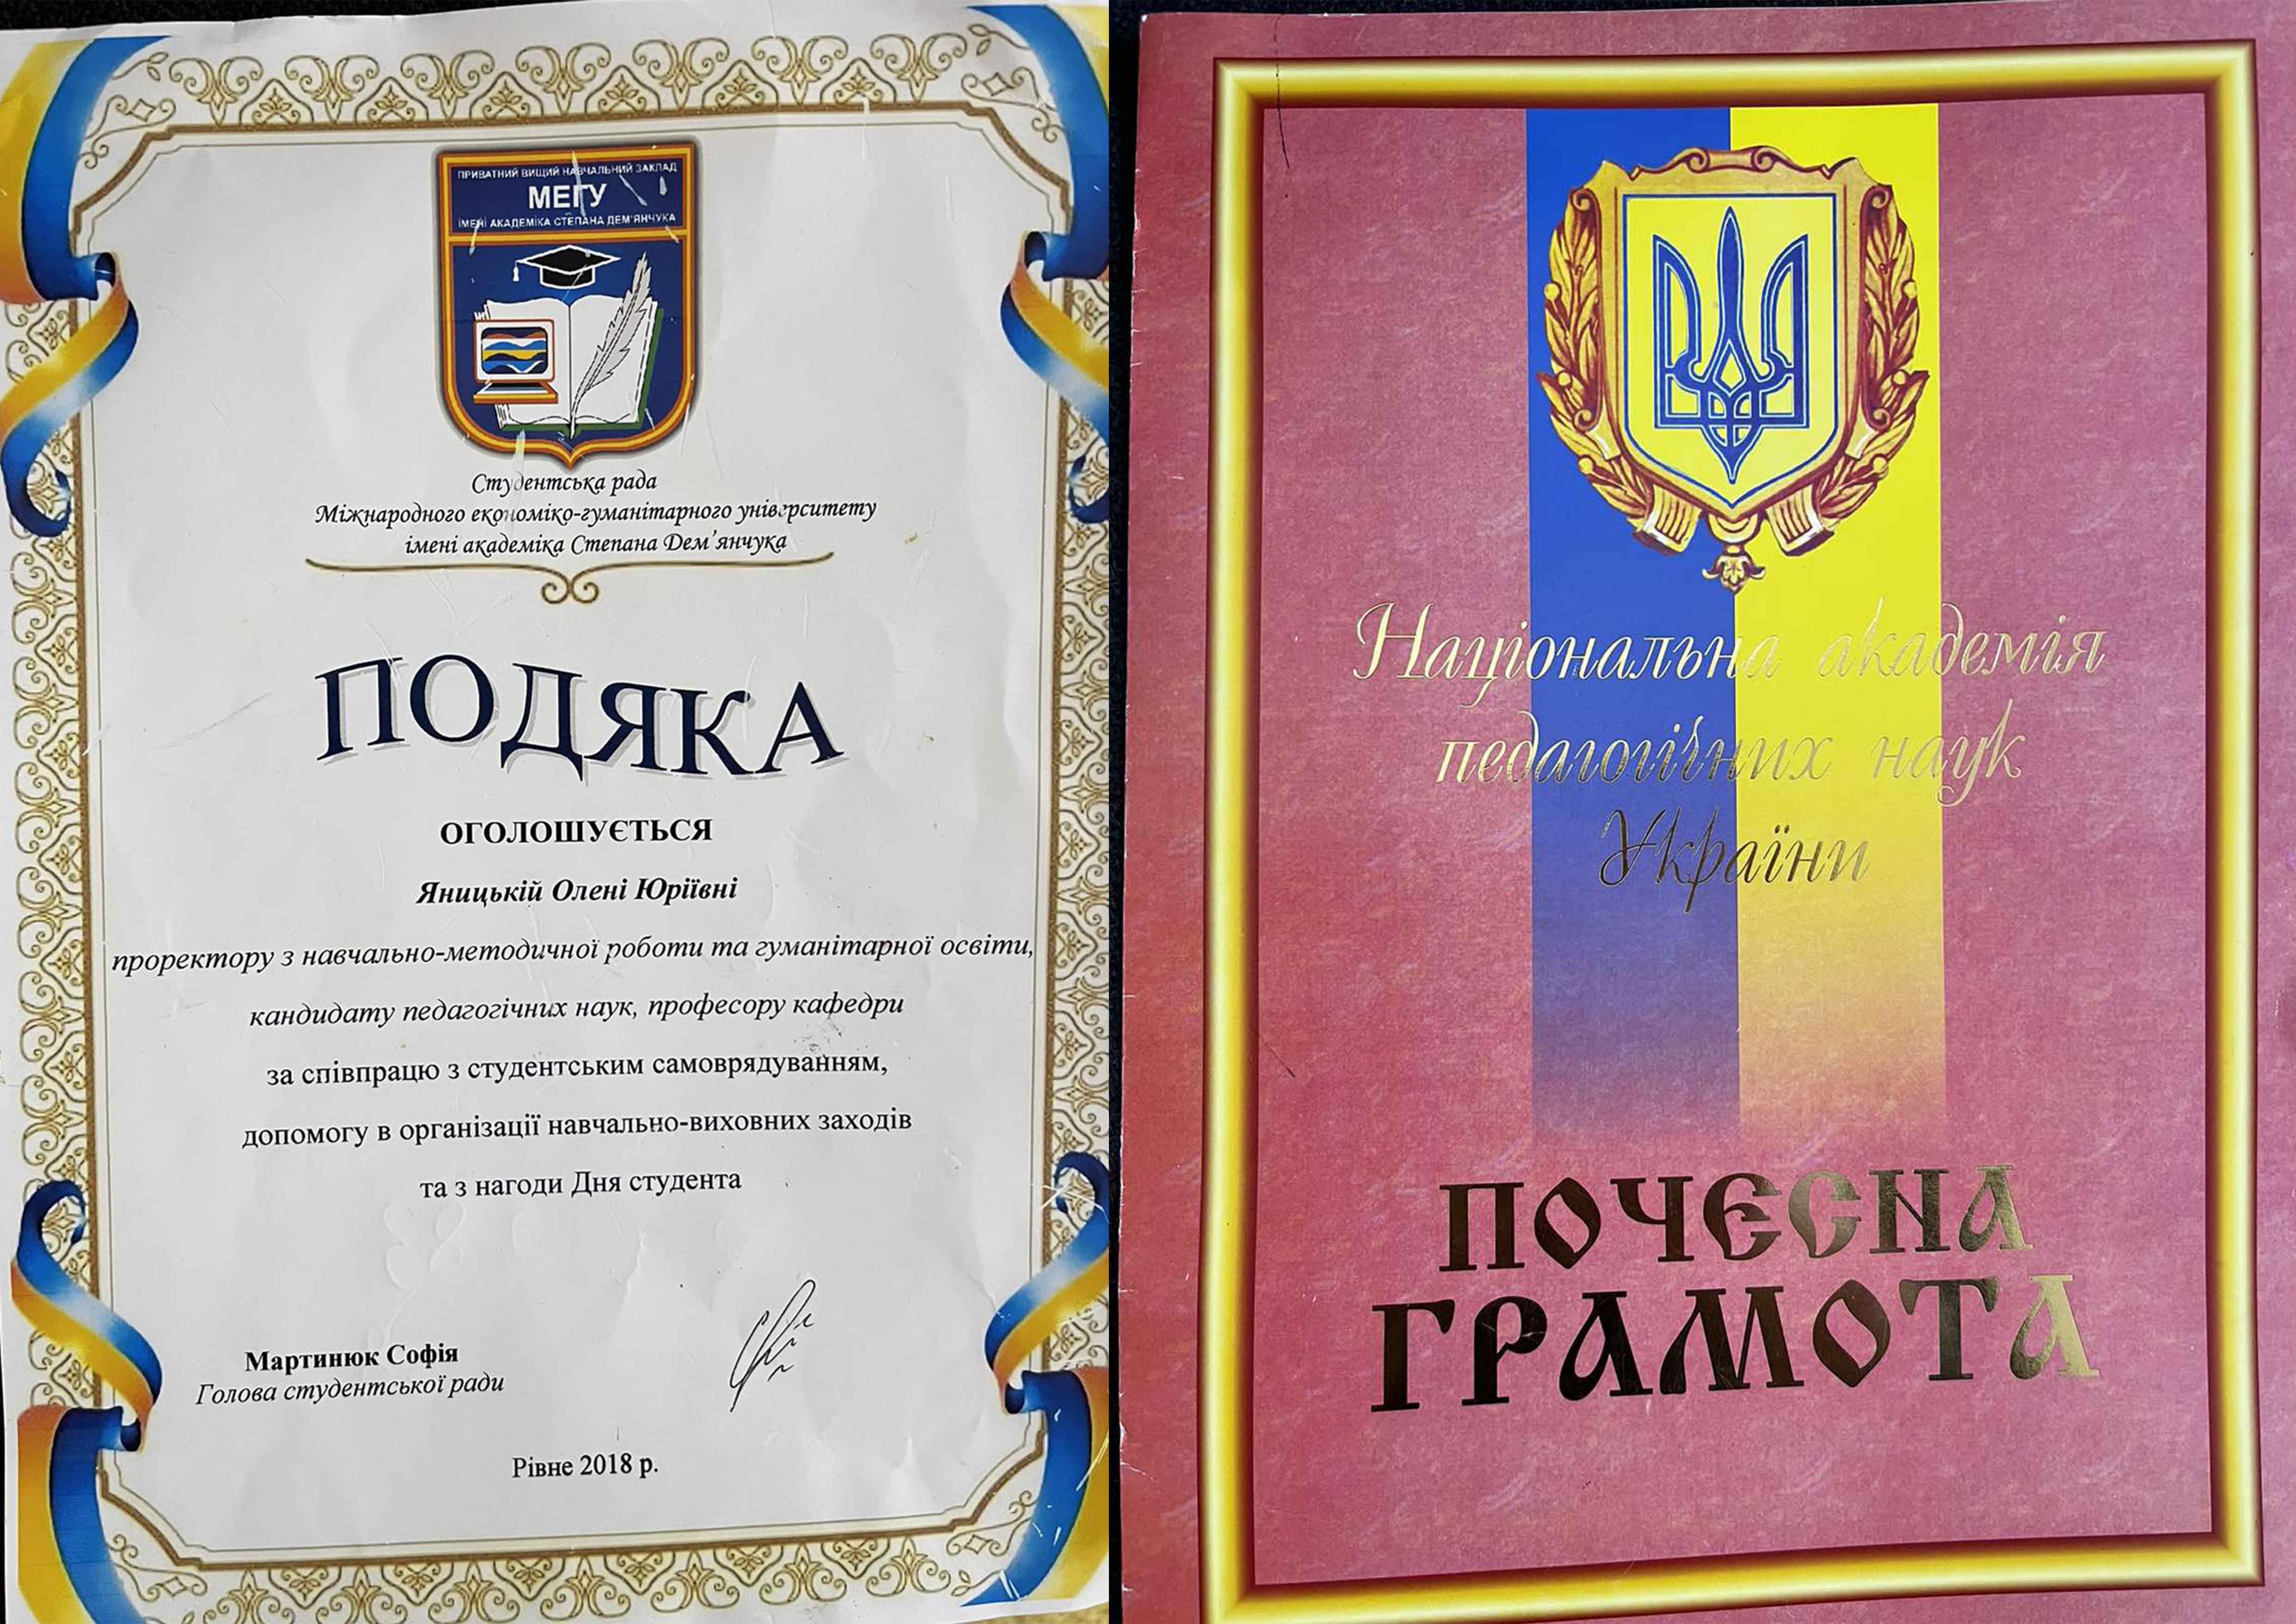 ПРИВАТНИЙ ВИЩИЙ НАВЧАЛЬНИЙ ЗАКЛАД
МЕГУ
ІМЕНІ АКАДЕМІКА СТЕПАНА ДЕМ'ЯНЧУКА
Студентська рада
Міжнародного економіко-гуманітарного університету
імені академіка Степана Дем’янчука
ПОДЯКА
ОГОЛОШУЄТЬСЯ
Яницькій Олені Юріївні
проректору з навчально-методичної роботи та гуманітарної освіти,
кандидату педагогічних наук, професору кафедри
за співпрацю з студентським самоврядуванням,
допомогу в організації навчально-виховних заходів
та з нагоди Дня студента
Мартинюк Софія
Голова студентської ради
Рівне 2018 р.
Національна академія
педагогічних наук
України
ПОЧЕСНА
ГРАМОТА